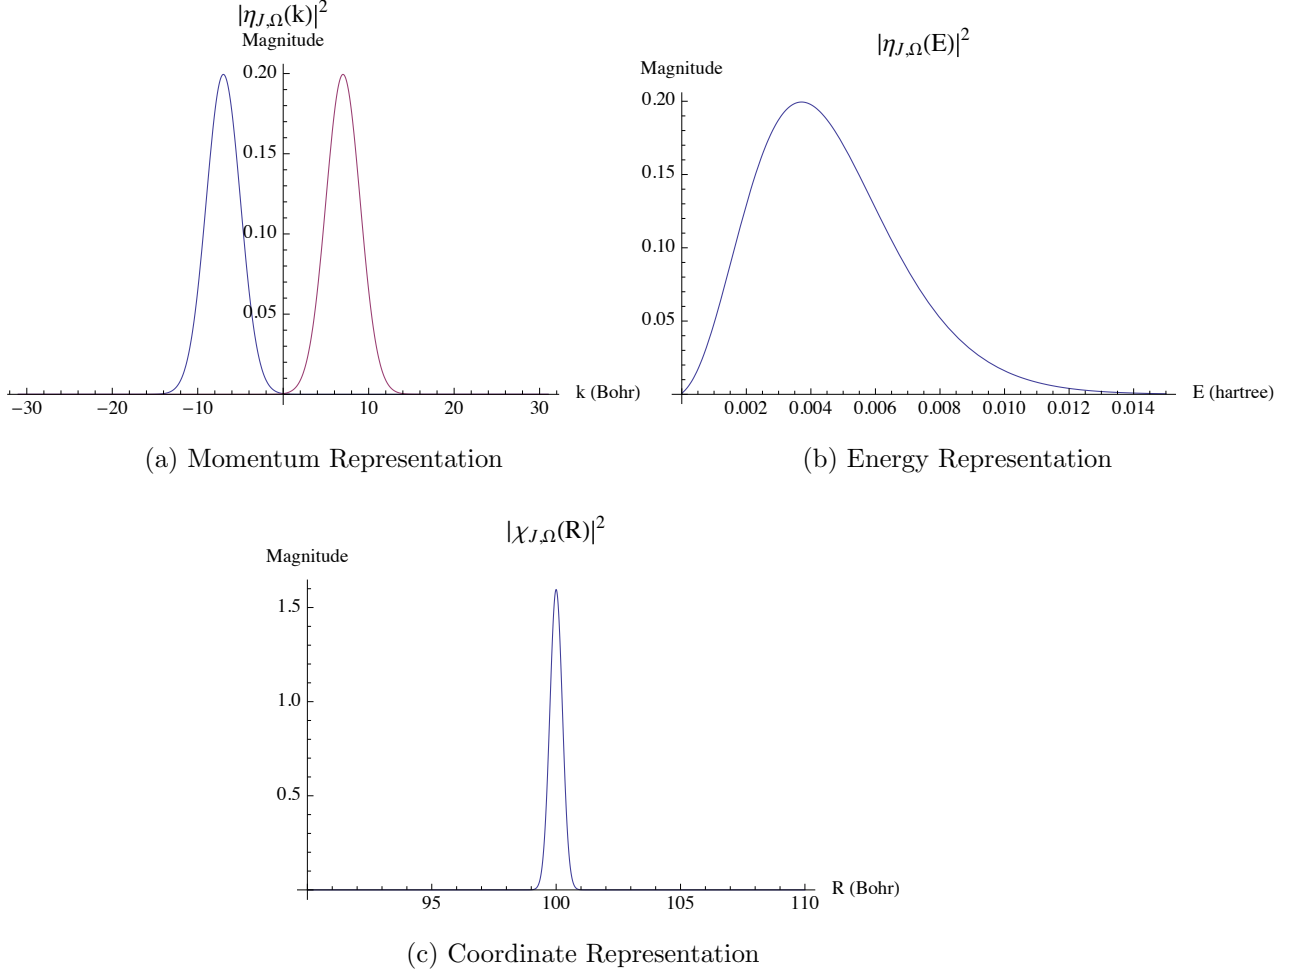 |η_{J,Ω}(k)|²
Magnitude
0.20
0.15
0.10
0.05
−30 −20 −10 10 20 30
k (Bohr)
(a) Momentum Representation
|η_{J,Ω}(E)|²
Magnitude
0.20
0.15
0.10
0.05
0.002 0.004 0.006 0.008 0.010 0.012 0.014
E (hartree)
(b) Energy Representation
|χ_{J,Ω}(R)|²
Magnitude
1.5
1.0
0.5
95 100 105 110
R (Bohr)
(c) Coordinate Representation